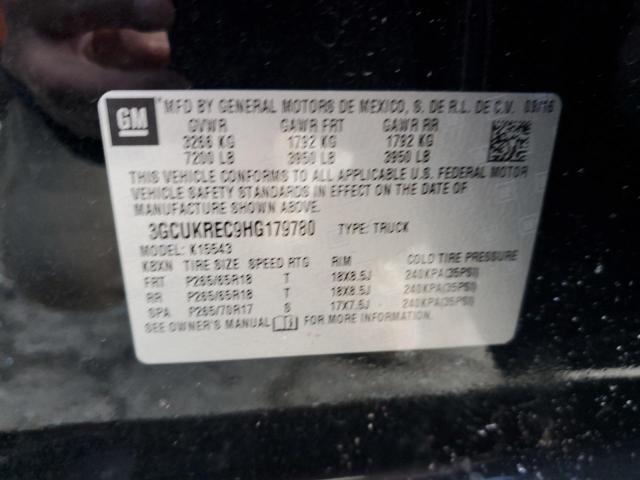 GM MFD BY GENERAL MOTORS DE MEXICO, S. DE R.L. DE C.V. 09/16
GVWR GAWR FRT GAWR RR
3266 KG 1792 KG 1792 KG
7200 LB 3950 LB 3950 LB
THIS VEHICLE CONFORMS TO ALL APPLICABLE U.S. FEDERAL MOTOR
VEHICLE SAFETY STANDARDS IN EFFECT ON THE DATE OF
MANUFACTURE SHOWN ABOVE.
3GCUKREC9HG179780 TYPE: TRUCK
MODEL: K15543
KBXN TIRE SIZE SPEED RTG RIM COLD TIRE PRESSURE
FRT P265/65R18 T 18X8.5J 240KPA(35PSI)
RR P265/65R18 T 18X8.5J 240KPA(35PSI)
SPA P265/70R17 S 17X7.5J 240KPA(35PSI)
SEE OWNER'S MANUAL FOR MORE INFORMATION.